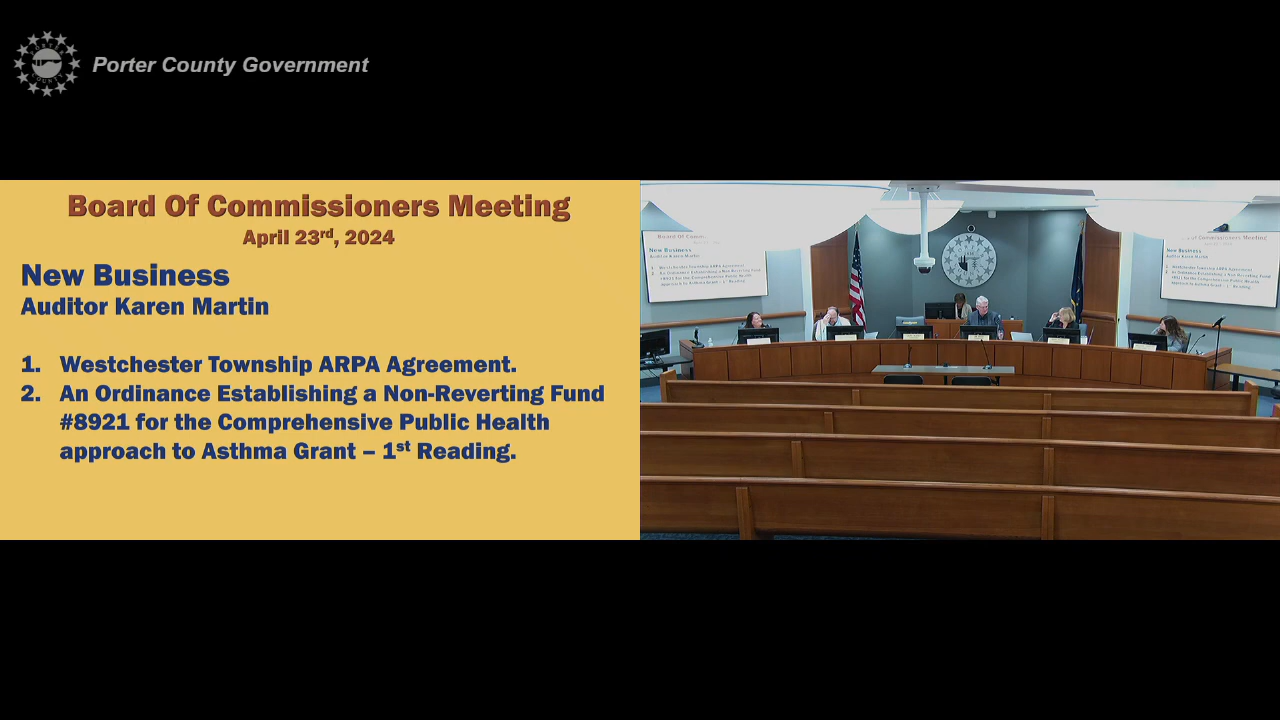 Porter County Government
Board Of Commissioners Meeting
April 23rd, 2024
New Business
Auditor Karen Martin
1. Westchester Township ARPA Agreement.
2. An Ordinance Establishing a Non-Reverting Fund
#8921 for the Comprehensive Public Health
approach to Asthma Grant – 1st Reading.